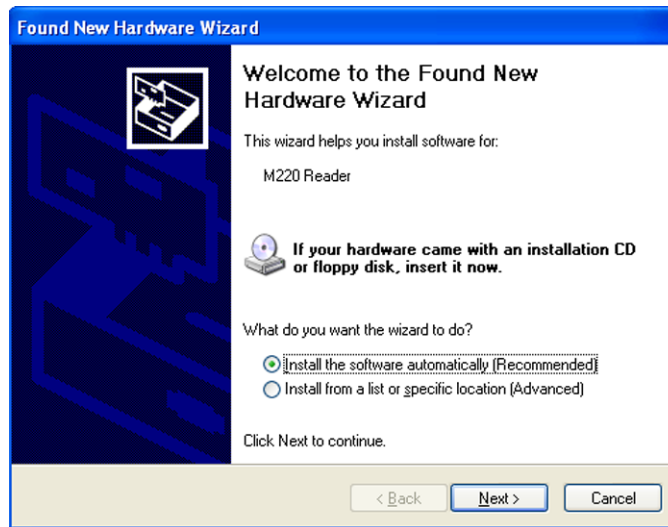 Found New Hardware Wizard
Welcome to the Found New
Hardware Wizard
This wizard helps you install software for:
M220 Reader
If your hardware came with an installation CD
or floppy disk, insert it now.
What do you want the wizard to do?
Install the software automatically (Recommended)
Install from a list or specific location (Advanced)
Click Next to continue.
< Back Next > Cancel